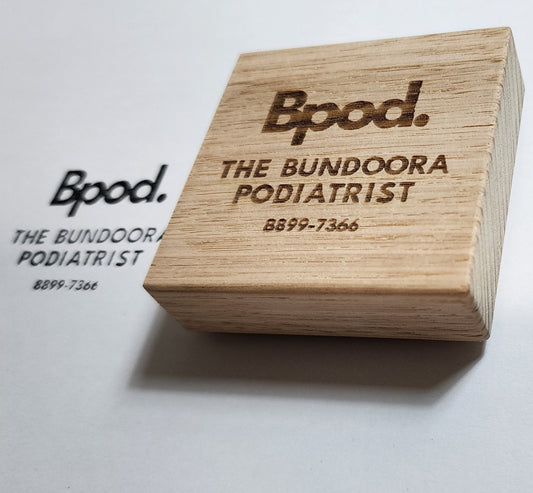 Bpod.
THE BUNDOORA
PODIATRIST
8899-7366
Bpod.
THE BUNDOORA
PODIATRIST
8899-7366